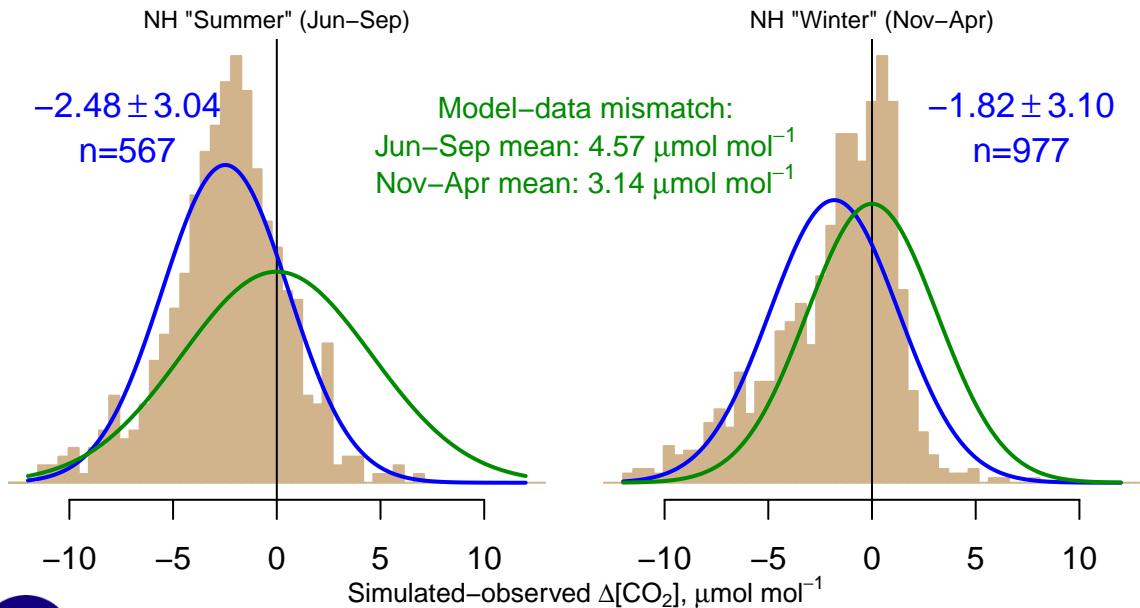 NH "Summer" (Jun−Sep)
−2.48 ± 3.04
n=567
Model−data mismatch:
Jun−Sep mean: 4.57 μmol mol⁻¹
Nov−Apr mean: 3.14 μmol mol⁻¹
NH "Winter" (Nov−Apr)
−1.82 ± 3.10
n=977
−10 −5 0 5 10
−10 −5 0 5 10
Simulated−observed Δ[CO₂], μmol mol⁻¹